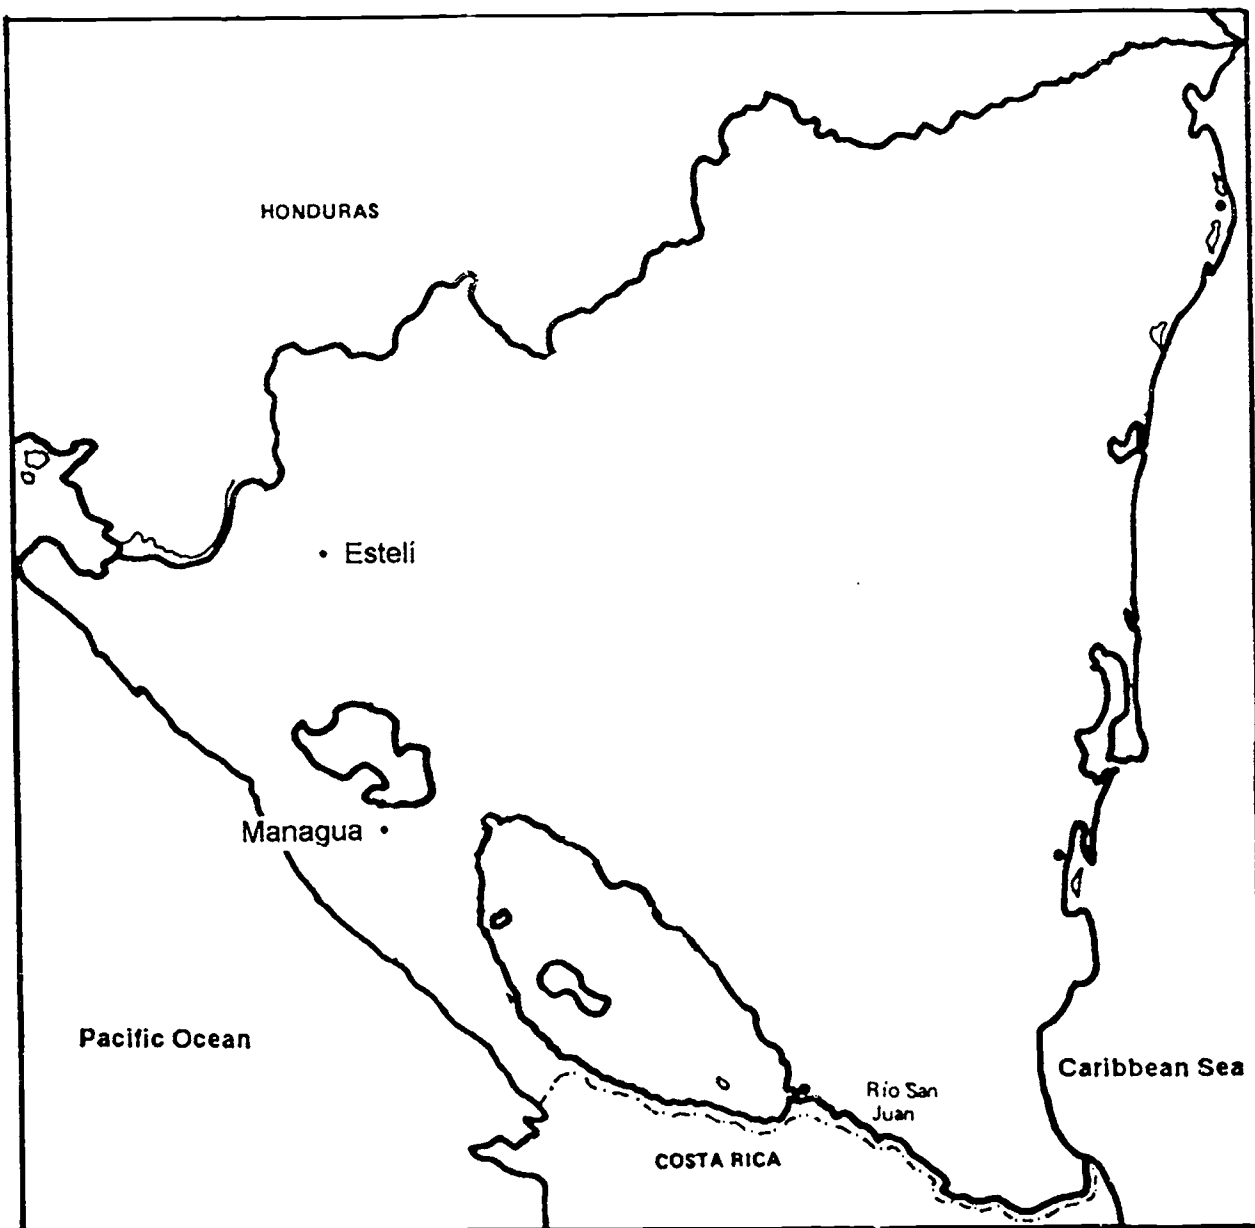 HONDURAS
Estelí
Managua
Pacific Ocean
Caribbean Sea
Río San
Juan
COSTA RICA